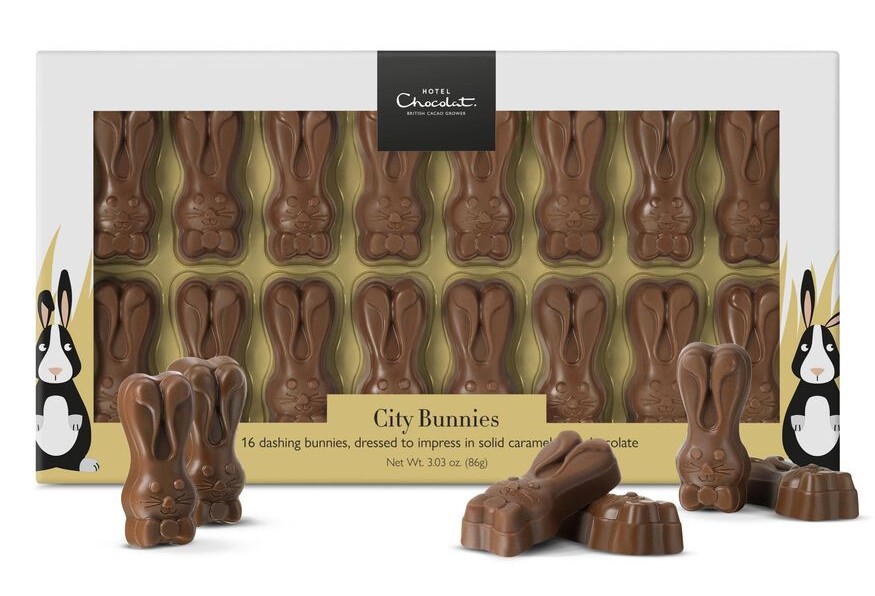 HOTEL
Chocolat.
BRITISH CACAO GROWER
City Bunnies
16 dashing bunnies, dressed to impress in solid caramel
Net Wt. 3.03 oz. (86g)